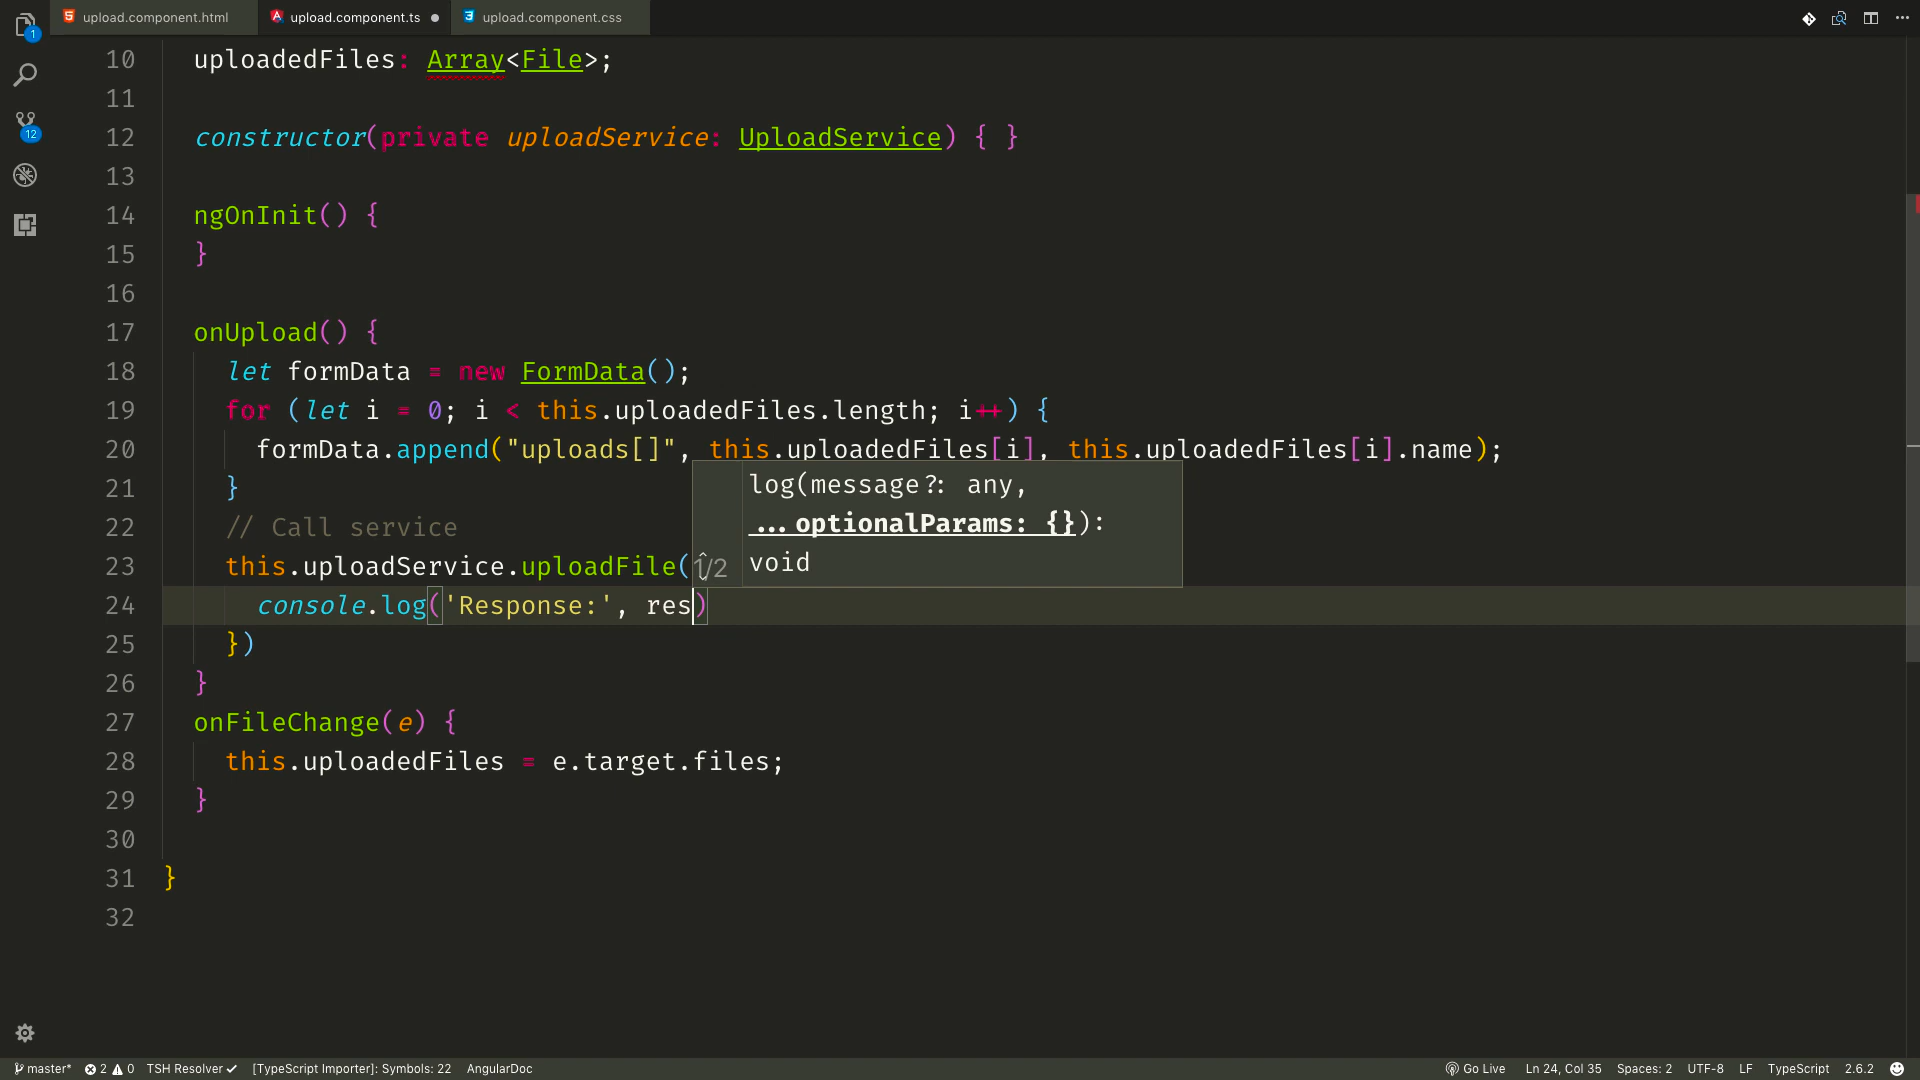 upload.component.html upload.component.ts upload.component.css
1
10 uploadedFiles: Array<File>;
11
12 constructor(private uploadService: UploadService) { }
12
13
14 ngOnInit() {
15 }
16
17 onUpload() {
18 let formData = new FormData();
19 for (let i = 0; i < this.uploadedFiles.length; i++) {
20 formData.append("uploads[]", this.uploadedFiles[i], this.uploadedFiles[i].name);
21 }
log(message?: any,
22 // Call service
...optionalParams: {}):
23 this.uploadService.uploadFile(
1/2 void
24 console.log('Response:', res)
25 })
26 }
27 onFileChange(e) {
28 this.uploadedFiles = e.target.files;
29 }
30
31 }
32
master* 2 0 TSH Resolver [TypeScript Importer]: Symbols: 22 AngularDoc Go Live Ln 24, Col 35 Spaces: 2 UTF-8 LF TypeScript 2.6.2